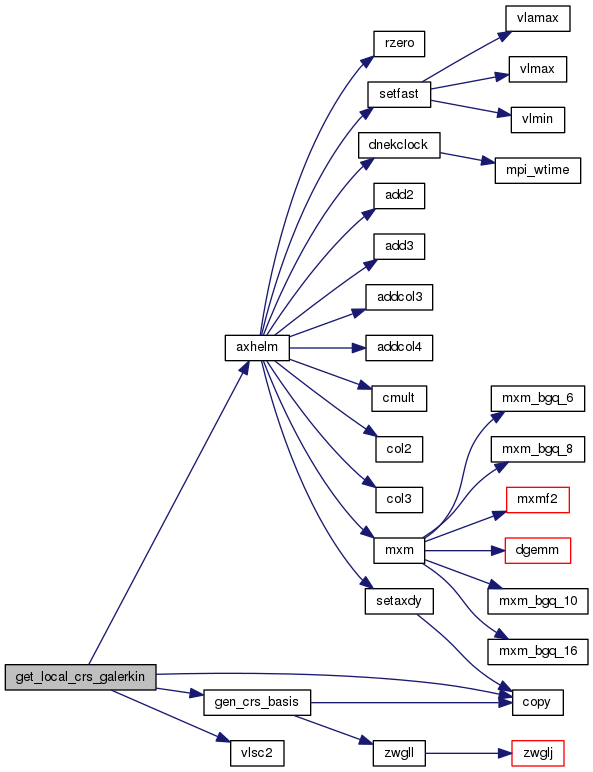 vlamax
rzero
vlmax
setfast
vlmin
dnekclock
mpi_wtime
add2
add3
addcol3
axhelm
addcol4
cmult
mxm_bgq_6
col2
mxm_bgq_8
col3
mxmf2
mxm
dgemm
setaxdy
mxm_bgq_10
mxm_bgq_16
get_local_crs_galerkin
gen_crs_basis
copy
vlsc2
zwgll
zwglj